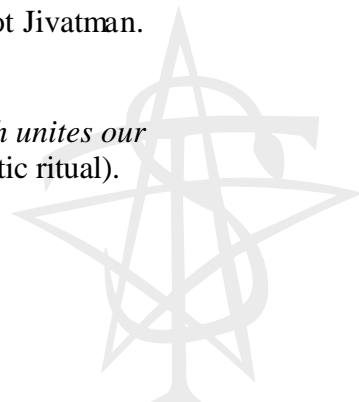 ot Jivatman.
h unites our
tic ritual).